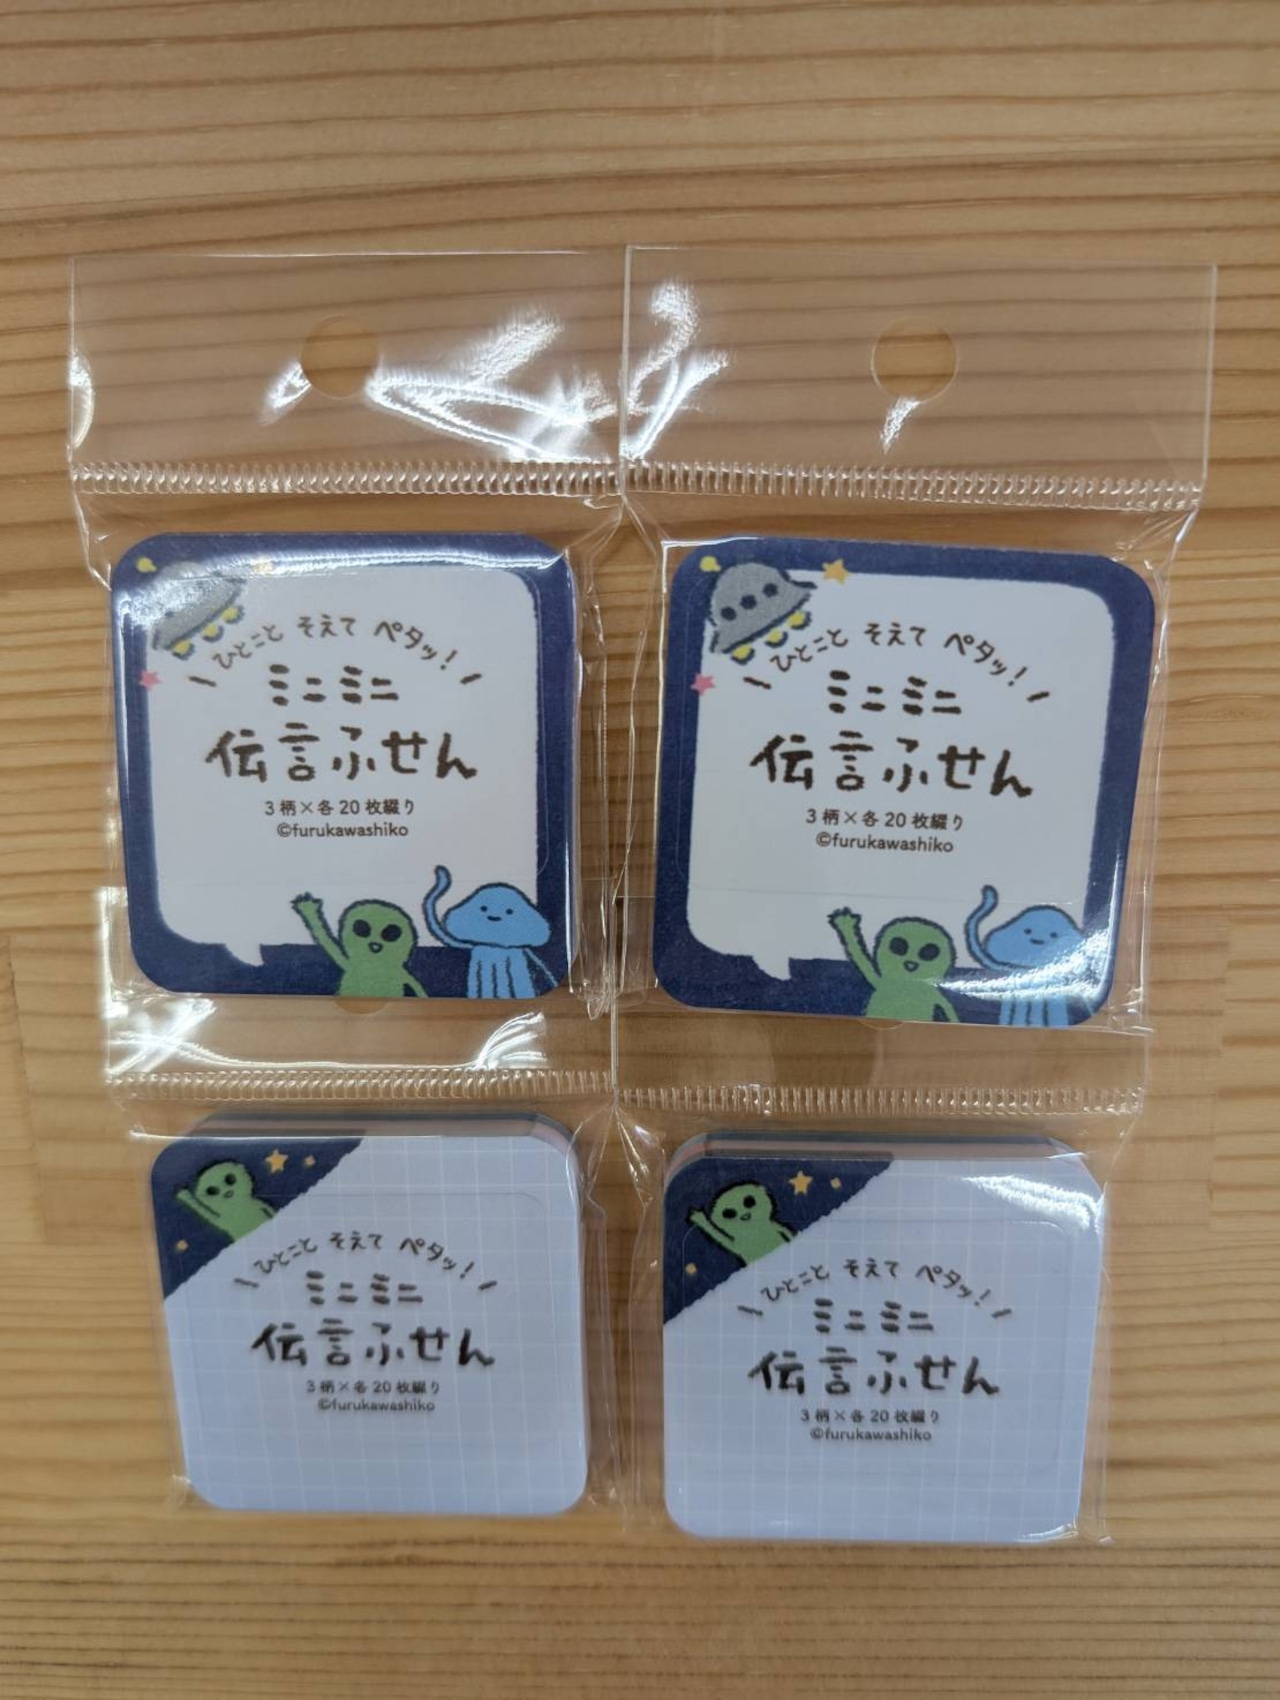 ひとこと そえて ペタッ!
ミニミニ
伝言ふせん
3柄×各20枚綴り
©furukawashiko
ひとこと そえて ペタッ!
ミニミニ
伝言ふせん
3柄×各20枚綴り
©furukawashiko
ひとこと そえて ペタッ!
ミニミニ
伝言ふせん
3柄×各20枚綴り
©furukawashiko
ひとこと そえて ペタッ!
ミニミニ
伝言ふせん
3柄×各20枚綴り
©furukawashiko